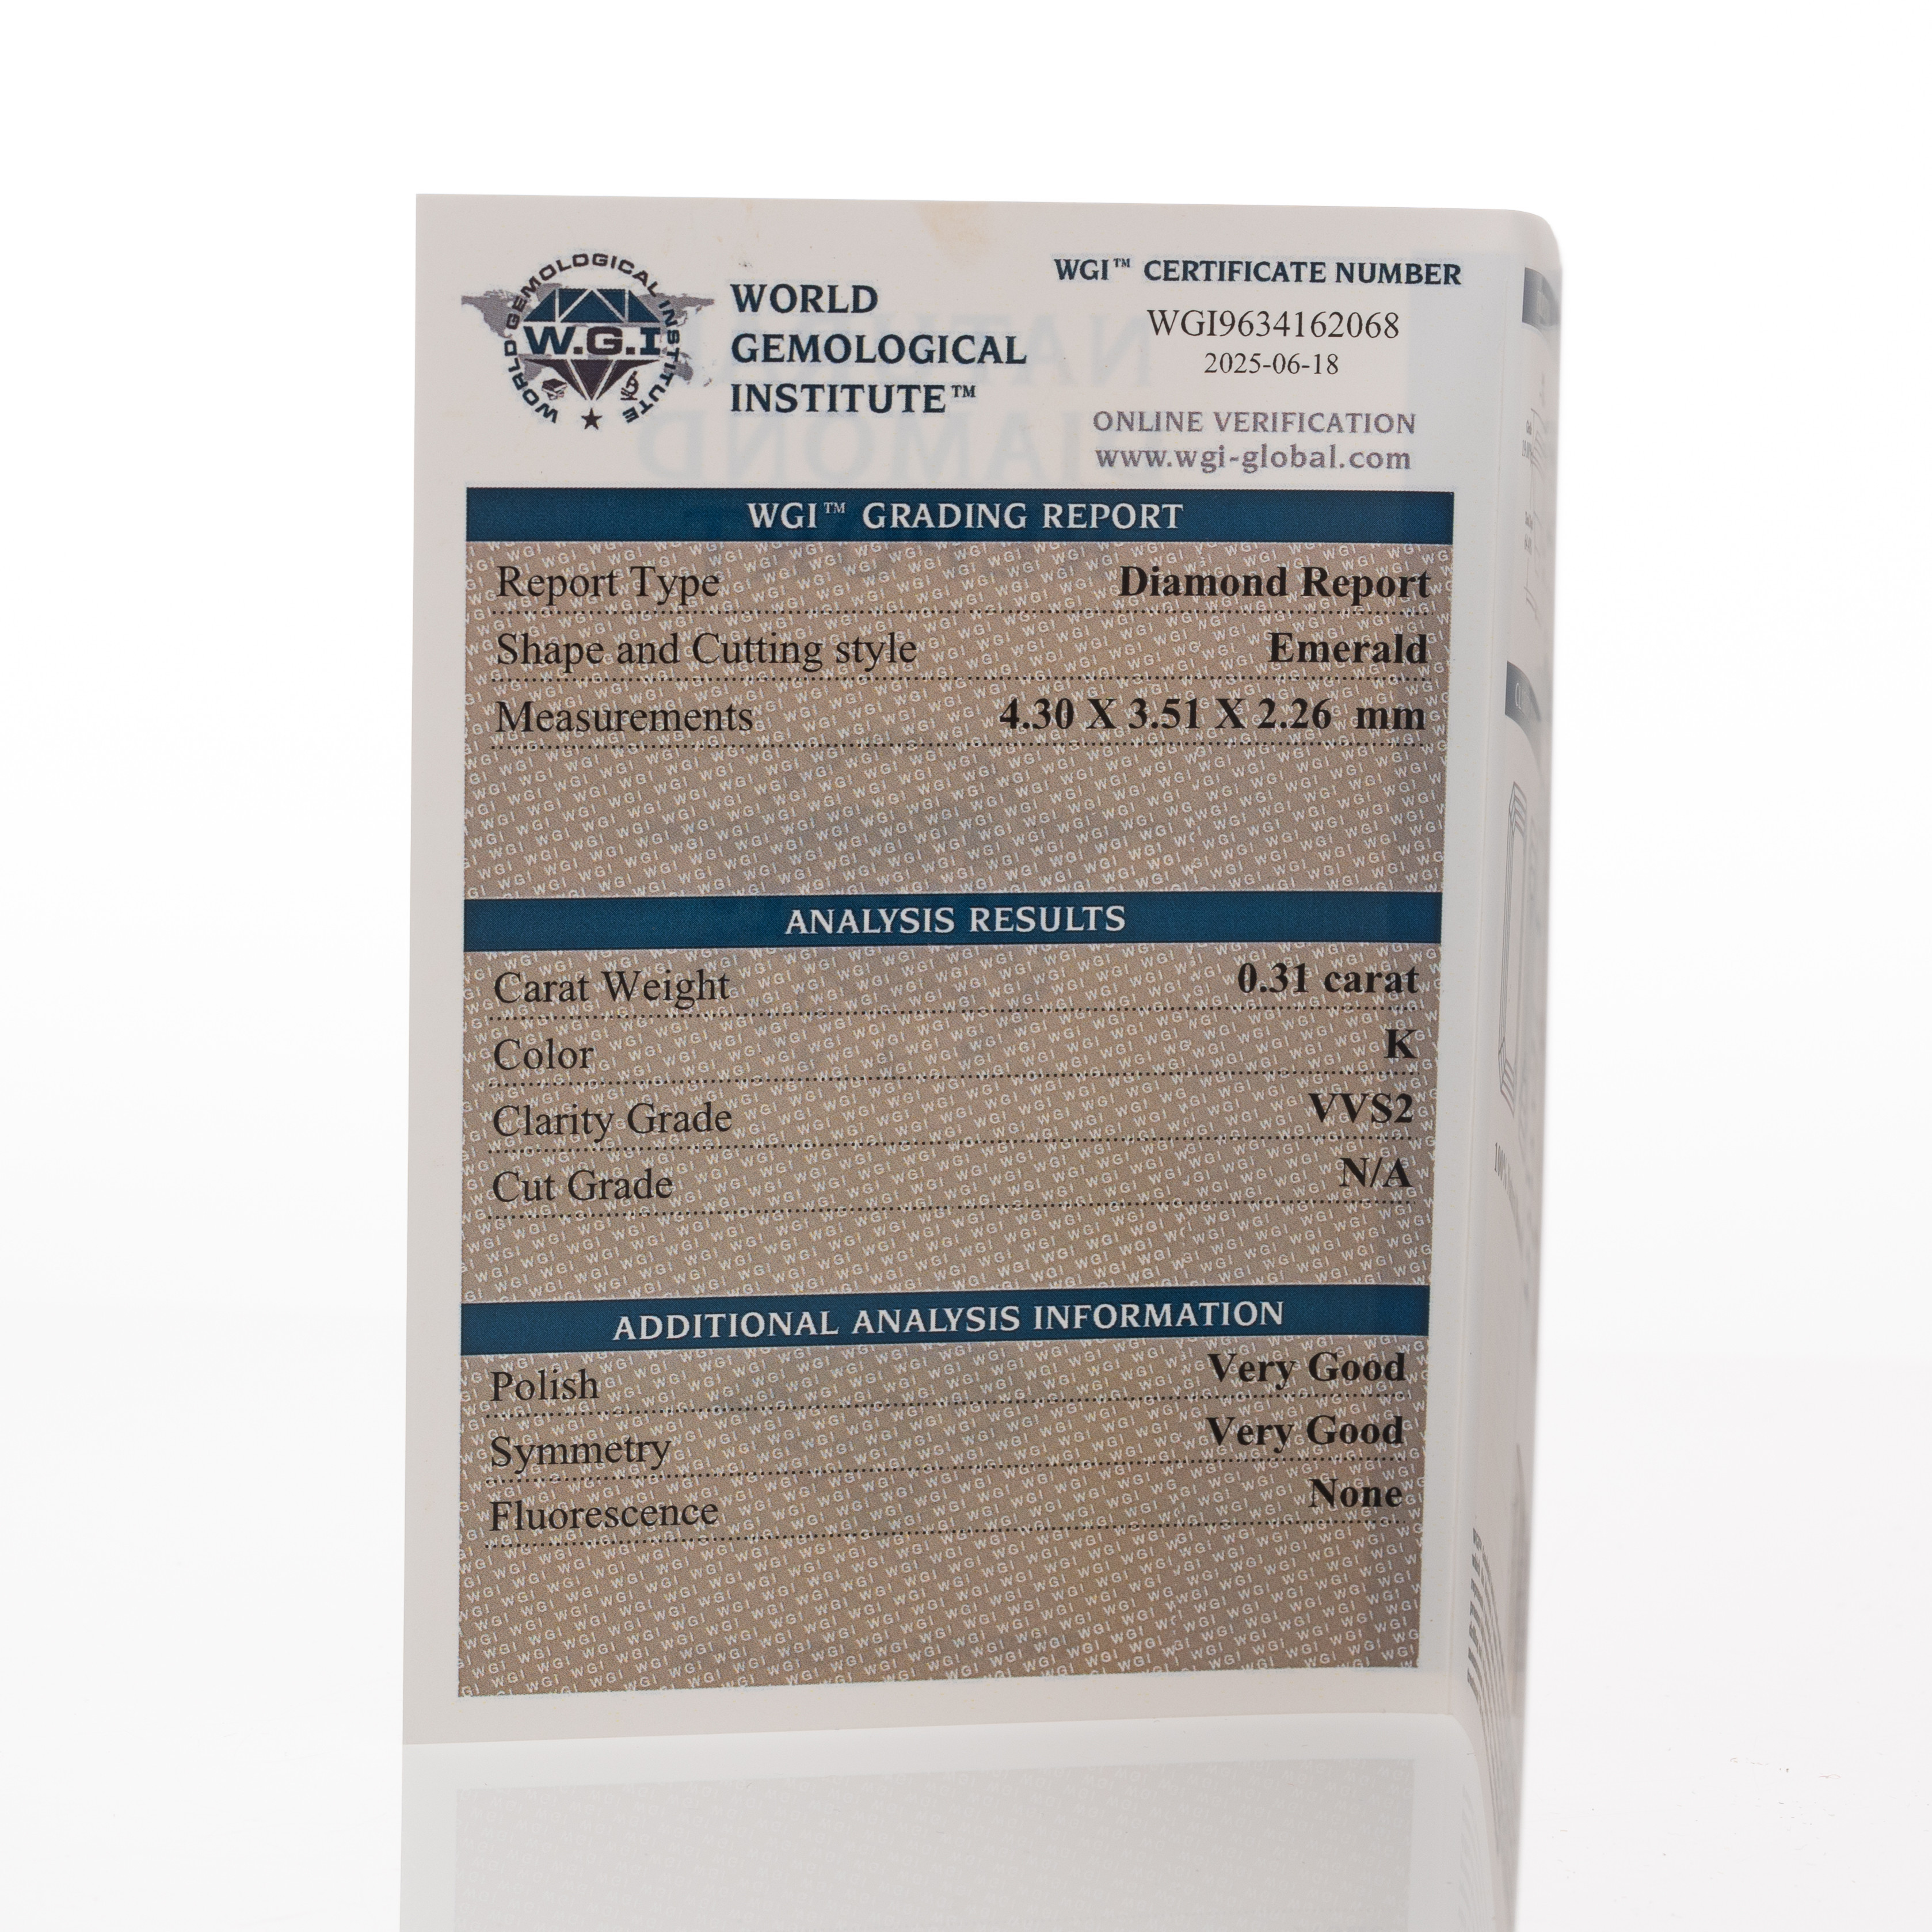 WORLD GEMOLOGICAL INSTITUTE
W.G.I
WORLD
GEMOLOGICAL
INSTITUTE™
WGI™ CERTIFICATE NUMBER
WGI9634162068
2025-06-18
ONLINE VERIFICATION
www.wgi-global.com
WGI™ GRADING REPORT
Report Type Diamond Report
Shape and Cutting style Emerald
Measurements 4.30 X 3.51 X 2.26 mm
ANALYSIS RESULTS
Carat Weight 0.31 carat
Color K
Clarity Grade VVS2
Cut Grade N/A
ADDITIONAL ANALYSIS INFORMATION
Polish Very Good
Symmetry Very Good
Fluorescence None